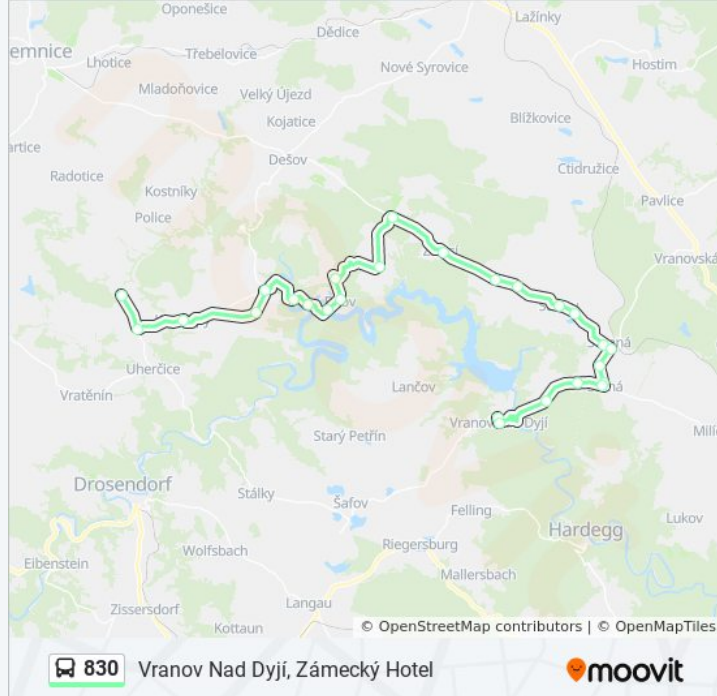 Oponešice
Lažínky
Dědice
emnice
Třebelovice
Lhotice
Nové Syrovice
Hostim
Mladoňovice
Velký Újezd
Kojatice
Blížkovice
artice
Dešov
Ctidružice
Radotice
Kostníky
Pavlice
Police
Vranovská
Uherčice
Lančov
Vratěnín
Vranov nad Dyjí
Milí
Starý Petřín
Drosendorf
Stálky
Šafov
Felling
Lukov
Hardegg
Wolfsbach
Riegersburg
Eibenstein
Mallersbach
Langau
Zissersdorf
Kottaun
© OpenStreetMap contributors | © OpenMapTiles
830 Vranov Nad Dyjí, Zámecký Hotel
moovit